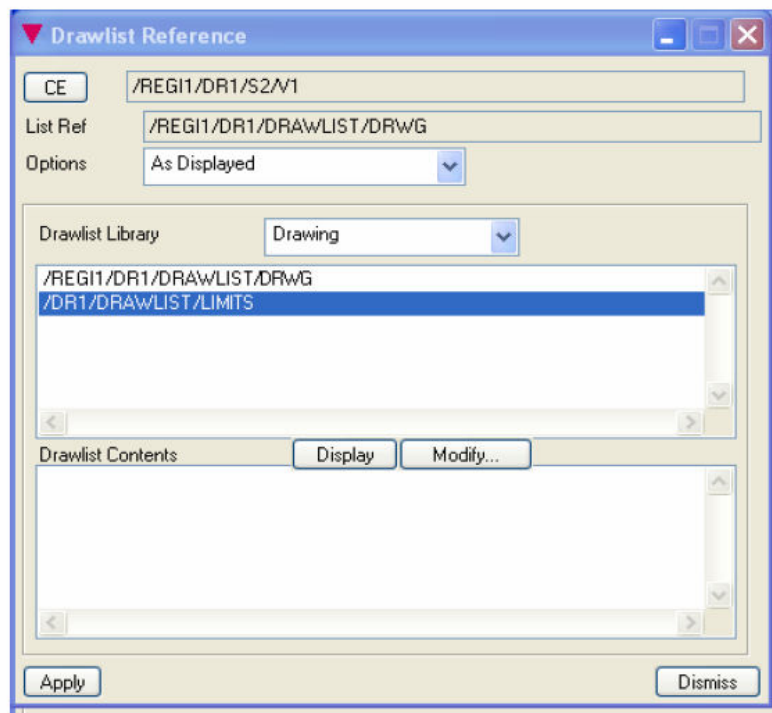 Drawlist Reference
CE /REGI1/DR1/S2/V1
List Ref /REGI1/DR1/DRAWLIST/DRWG
Options As Displayed
Drawlist Library Drawing
/REGI1/DR1/DRAWLIST/DRWG
/DR1/DRAWLIST/LIMITS
Drawlist Contents Display Modify...
Apply Dismiss